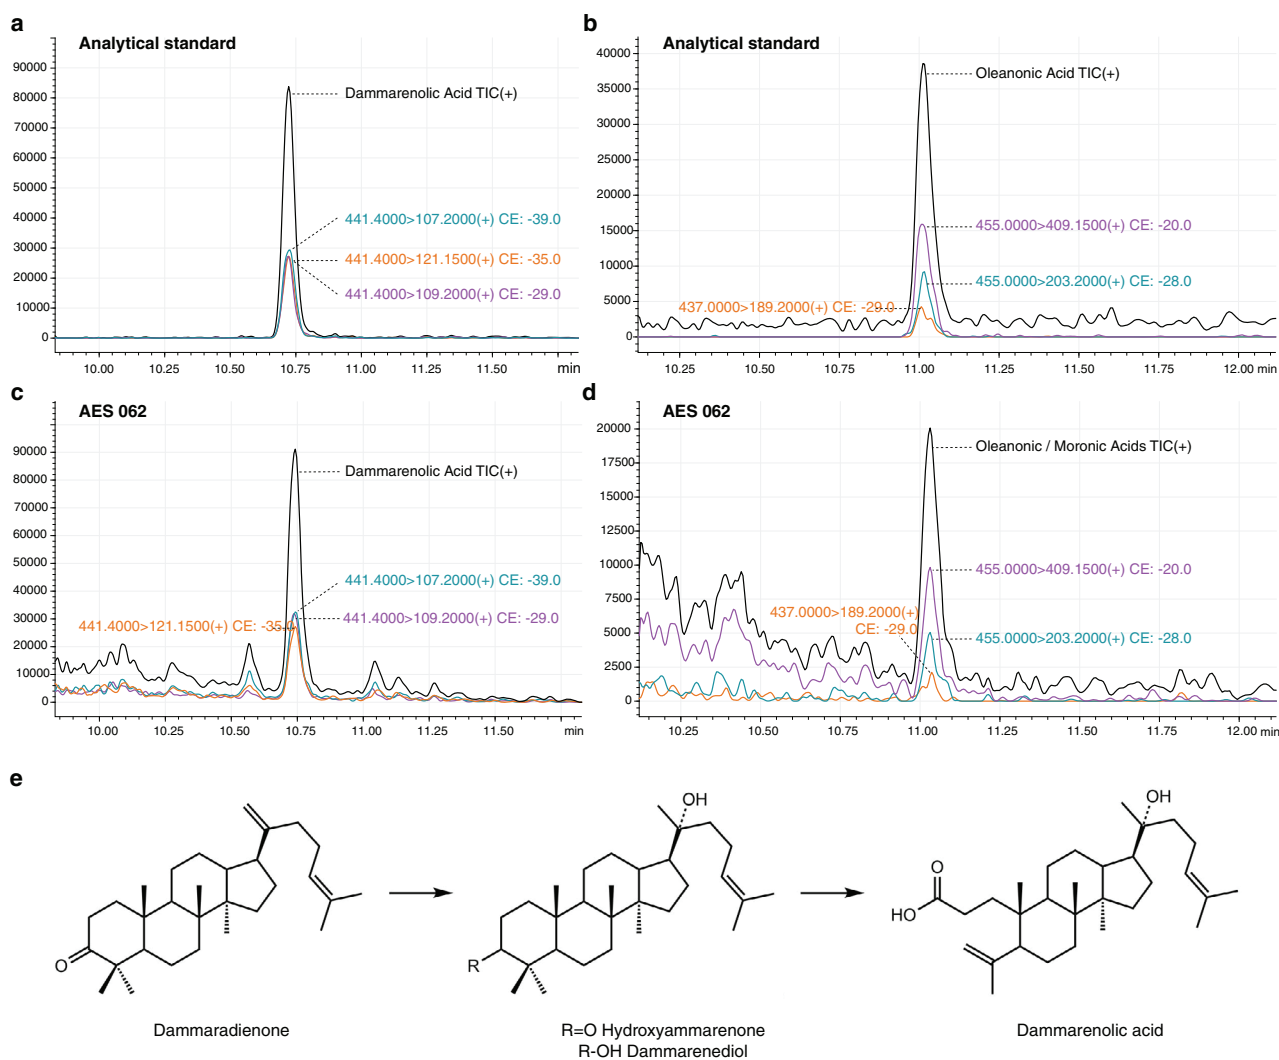 a
Analytical standard
90000
80000
70000
60000
50000
40000
30000
20000
10000
0
Dammarenolic Acid TIC(+)
441.4000>107.2000(+) CE: -39.0
441.4000>121.1500(+) CE: -35.0
441.4000>109.2000(+) CE: -29.0
10.00 10.25 10.50 10.75 11.00 11.25 11.50 min
b
Analytical standard
40000
35000
30000
25000
20000
15000
10000
5000
0
Oleanonic Acid TIC(+)
455.0000>409.1500(+) CE: -20.0
455.0000>203.2000(+) CE: -28.0
437.0000>189.2000(+) CE: -29.0
10.25 10.50 10.75 11.00 11.25 11.50 11.75 12.00 min
c
AES 062
90000
80000
70000
60000
50000
40000
30000
20000
10000
0
Dammarenolic Acid TIC(+)
441.4000>107.2000(+) CE: -39.0
441.4000>109.2000(+) CE: -29.0
441.4000>121.1500(+) CE: -35.0
10.00 10.25 10.50 10.75 11.00 11.25 11.50 min
d
AES 062
20000
17500
15000
12500
10000
7500
5000
2500
0
Oleanonic / Moronic Acids TIC(+)
455.0000>409.1500(+) CE: -20.0
437.0000>189.2000(+)
CE: -29.0
455.0000>203.2000(+) CE: -28.0
10.25 10.50 10.75 11.00 11.25 11.50 11.75 12.00 min
e
O
Dammaradienone
OH
R
R=O Hydroxyammarenone
R-OH Dammarenediol
OH
O
HO
Dammarenolic acid